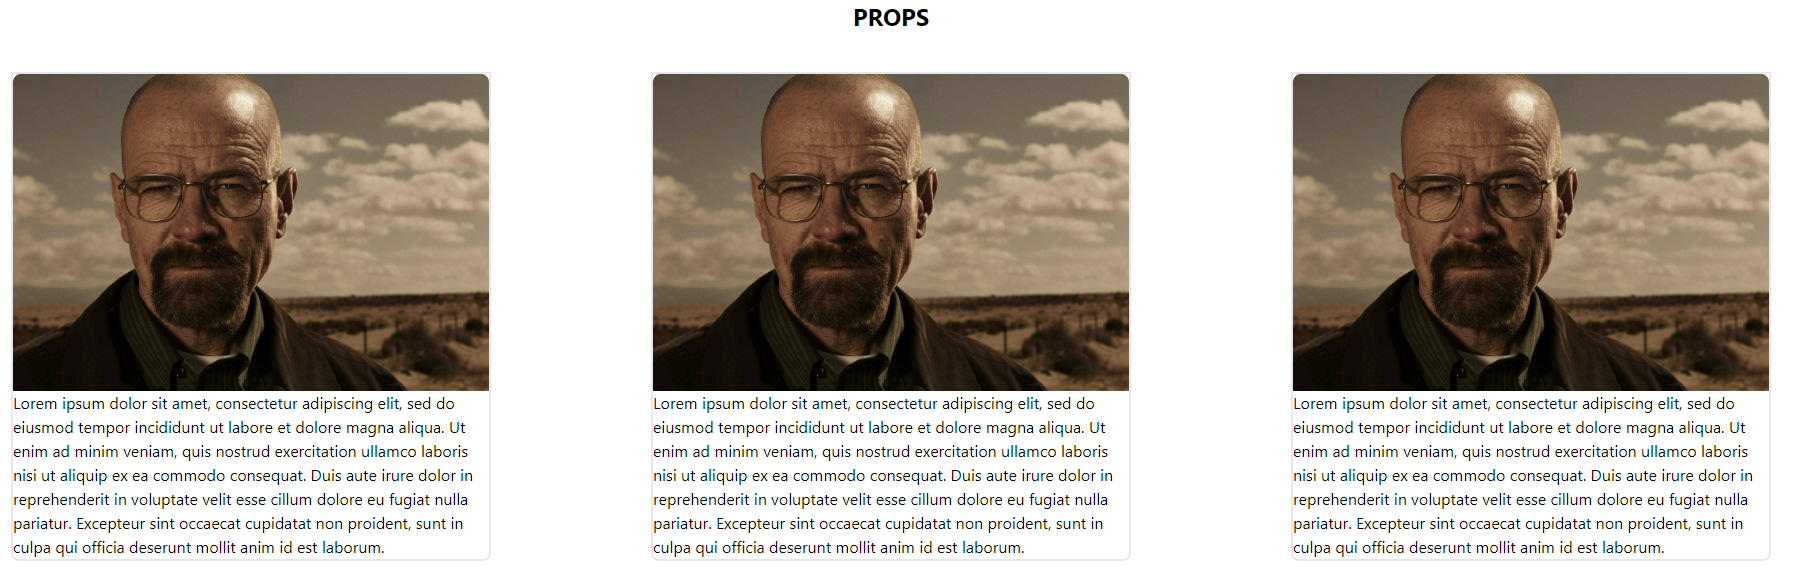 PROPS
Lorem ipsum dolor sit amet, consectetur adipiscing elit, sed do
eiusmod tempor incididunt ut labore et dolore magna aliqua. Ut
enim ad minim veniam, quis nostrud exercitation ullamco laboris
nisi ut aliquip ex ea commodo consequat. Duis aute irure dolor in
reprehenderit in voluptate velit esse cillum dolore eu fugiat nulla
pariatur. Excepteur sint occaecat cupidatat non proident, sunt in
culpa qui officia deserunt mollit anim id est laborum.
Lorem ipsum dolor sit amet, consectetur adipiscing elit, sed do
eiusmod tempor incididunt ut labore et dolore magna aliqua. Ut
enim ad minim veniam, quis nostrud exercitation ullamco laboris
nisi ut aliquip ex ea commodo consequat. Duis aute irure dolor in
reprehenderit in voluptate velit esse cillum dolore eu fugiat nulla
pariatur. Excepteur sint occaecat cupidatat non proident, sunt in
culpa qui officia deserunt mollit anim id est laborum.
Lorem ipsum dolor sit amet, consectetur adipiscing elit, sed do
eiusmod tempor incididunt ut labore et dolore magna aliqua. Ut
enim ad minim veniam, quis nostrud exercitation ullamco laboris
nisi ut aliquip ex ea commodo consequat. Duis aute irure dolor in
reprehenderit in voluptate velit esse cillum dolore eu fugiat nulla
pariatur. Excepteur sint occaecat cupidatat non proident, sunt in
culpa qui officia deserunt mollit anim id est laborum.